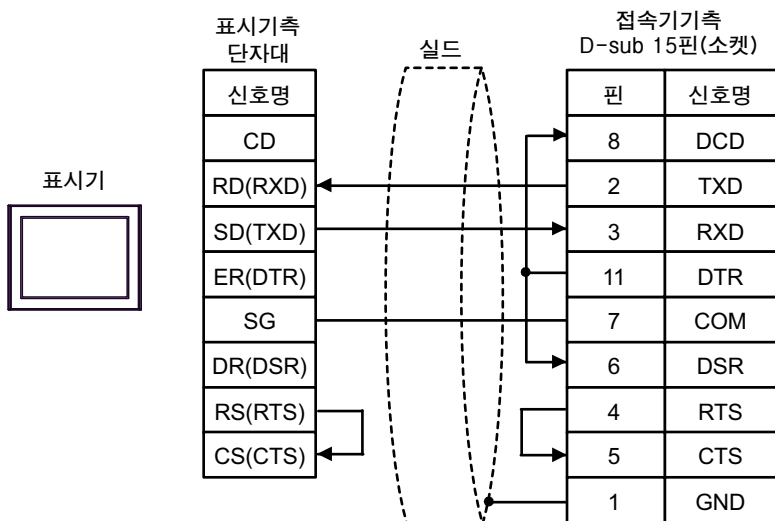 표시기측
단자대
실드
접속기기측
D-sub 15핀(소켓)
신호명
핀
신호명
CD
8
DCD
표시기
RD(RXD)
2
TXD
SD(TXD)
3
RXD
ER(DTR)
11
DTR
SG
7
COM
DR(DSR)
6
DSR
RS(RTS)
4
RTS
CS(CTS)
5
CTS
1
GND